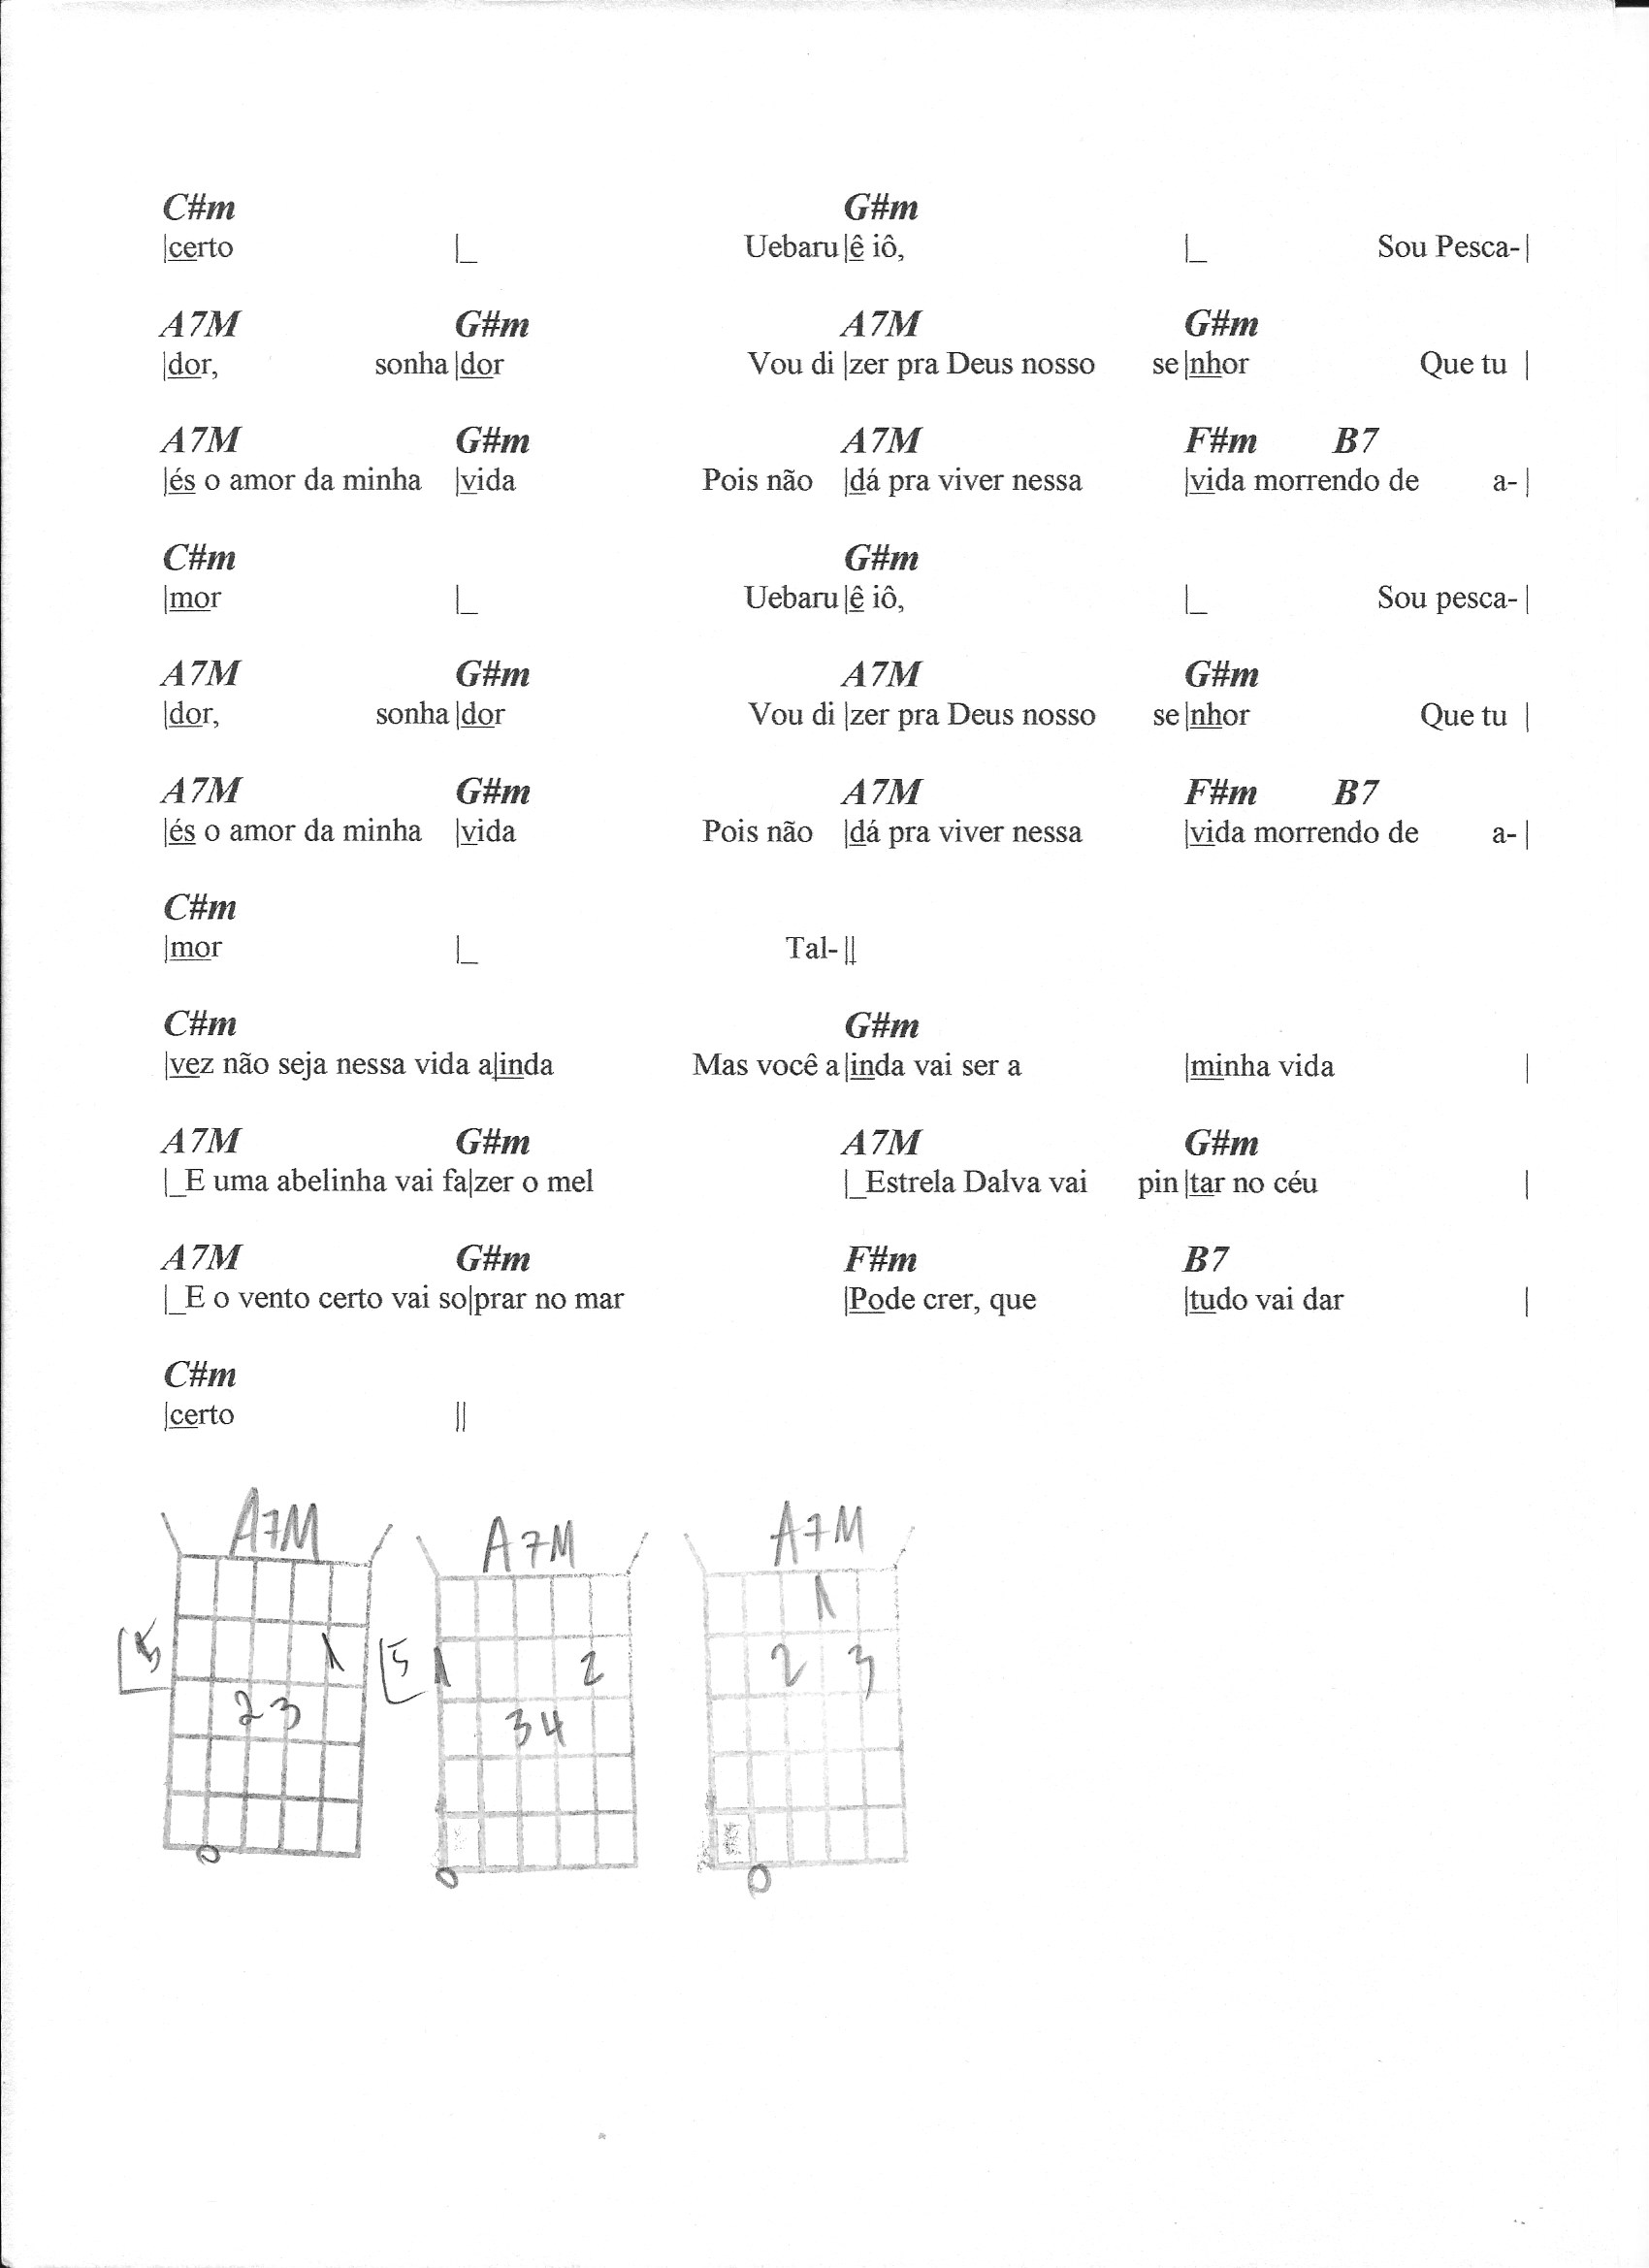 C#m G#m
|certo |_ Uebaru |ê iô, |_ Sou Pesca- |
A7M G#m A7M G#m
|dor, sonha |dor Vou di |zer pra Deus nosso se |nhor Que tu |
A7M G#m A7M F#m B7
|és o amor da minha |vida Pois não |dá pra viver nessa |vida morrendo de a- |
C#m G#m
|mor |_ Uebaru |ê iô, |_ Sou pesca- |
A7M G#m A7M G#m
|dor, sonha |dor Vou di |zer pra Deus nosso se |nhor Que tu |
A7M G#m A7M F#m B7
|és o amor da minha |vida Pois não |dá pra viver nessa |vida morrendo de a- |
C#m
|mor |_ Tal- ||
C#m G#m
|vez não seja nessa vida a|inda Mas você a |inda vai ser a |minha vida |
A7M G#m A7M G#m
|_E uma abelinha vai fa|zer o mel |_Estrela Dalva vai pin |tar no céu |
A7M G#m F#m B7
|_E o vento certo vai so|prar no mar |Pode crer, que |tudo vai dar |
C#m
|certo ||
A7M A7M A7M
1
5 1 5 1 2 2 3
2 3 3 4
0 0 0